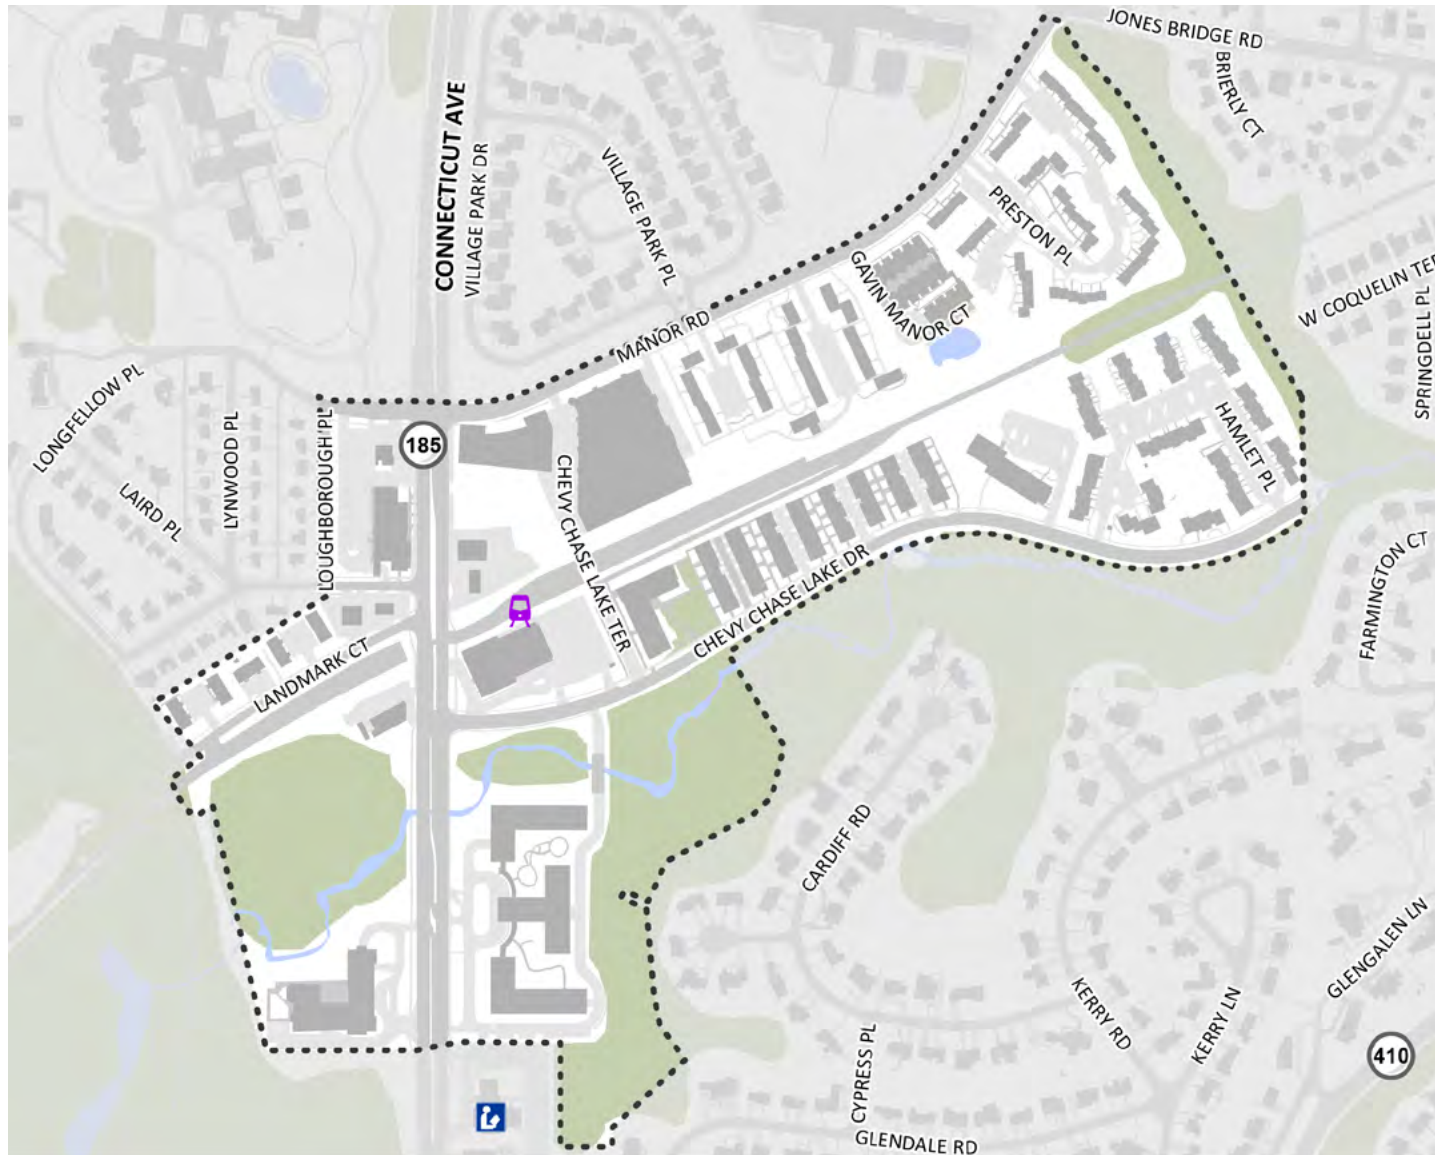 JONES BRIDGE RD
BRIERLY CT
CONNECTICUT AVE
VILLAGE PARK DR
VILLAGE PARK PL
PRESTON PL
GAVIN MANOR CT
W COQUELIN TER
SPRINGDELL PL
MANOR RD
LONGFELLOW PL
LYNWOOD PL
LAIRD PL
LOUGHBOROUGH PL
185
HAMLET PL
CHEVY CHASE LAKE TER
CHEVY CHASE LAKE DR
FARMINGTON CT
LANDMARK CT
CARDIFF RD
GLENGALEN LN
KERRY RD
KERRY LN
CYPRESS PL
410
GLENDALE RD